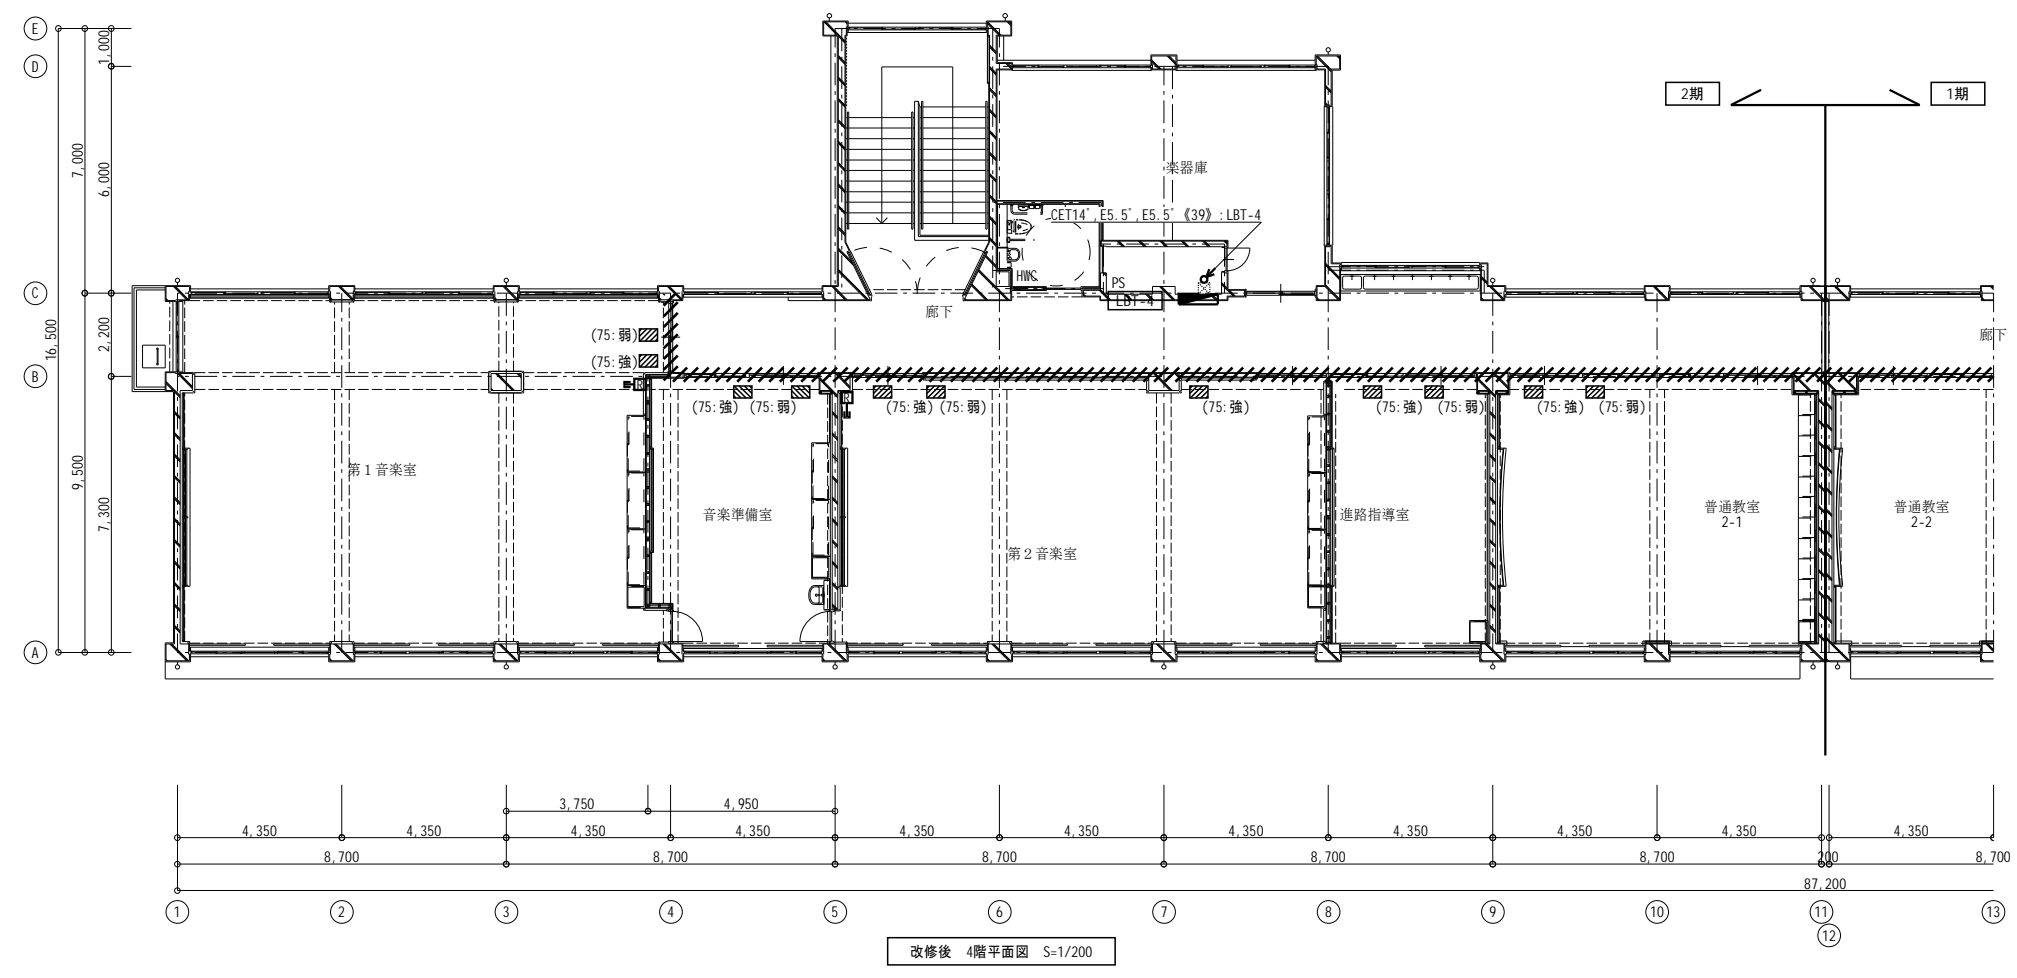 E
D
C
B
A
1,000
7,000
6,000
16,500
2,200
9,500
7,300
2期
1期
楽器庫
CET14°,E5.5°,E5.5°《39》:LBT-4
HWC
PS
LBT-4
廊下
廊下
(75:弱)
(75:強)
(75:強)
(75:弱)
(75:強)
(75:弱)
(75:強)
(75:強)
(75:弱)
(75:強)
(75:弱)
第1音楽室
音楽準備室
第2音楽室
進路指導室
普通教室
2-1
普通教室
2-2
3,750
4,950
4,350
4,350
4,350
4,350
4,350
4,350
4,350
4,350
4,350
4,350
4,350
8,700
8,700
8,700
8,700
8,700
200
8,700
87,200
1
2
3
4
5
6
7
8
9
10
11
12
13
改修後 4階平面図 S=1/200